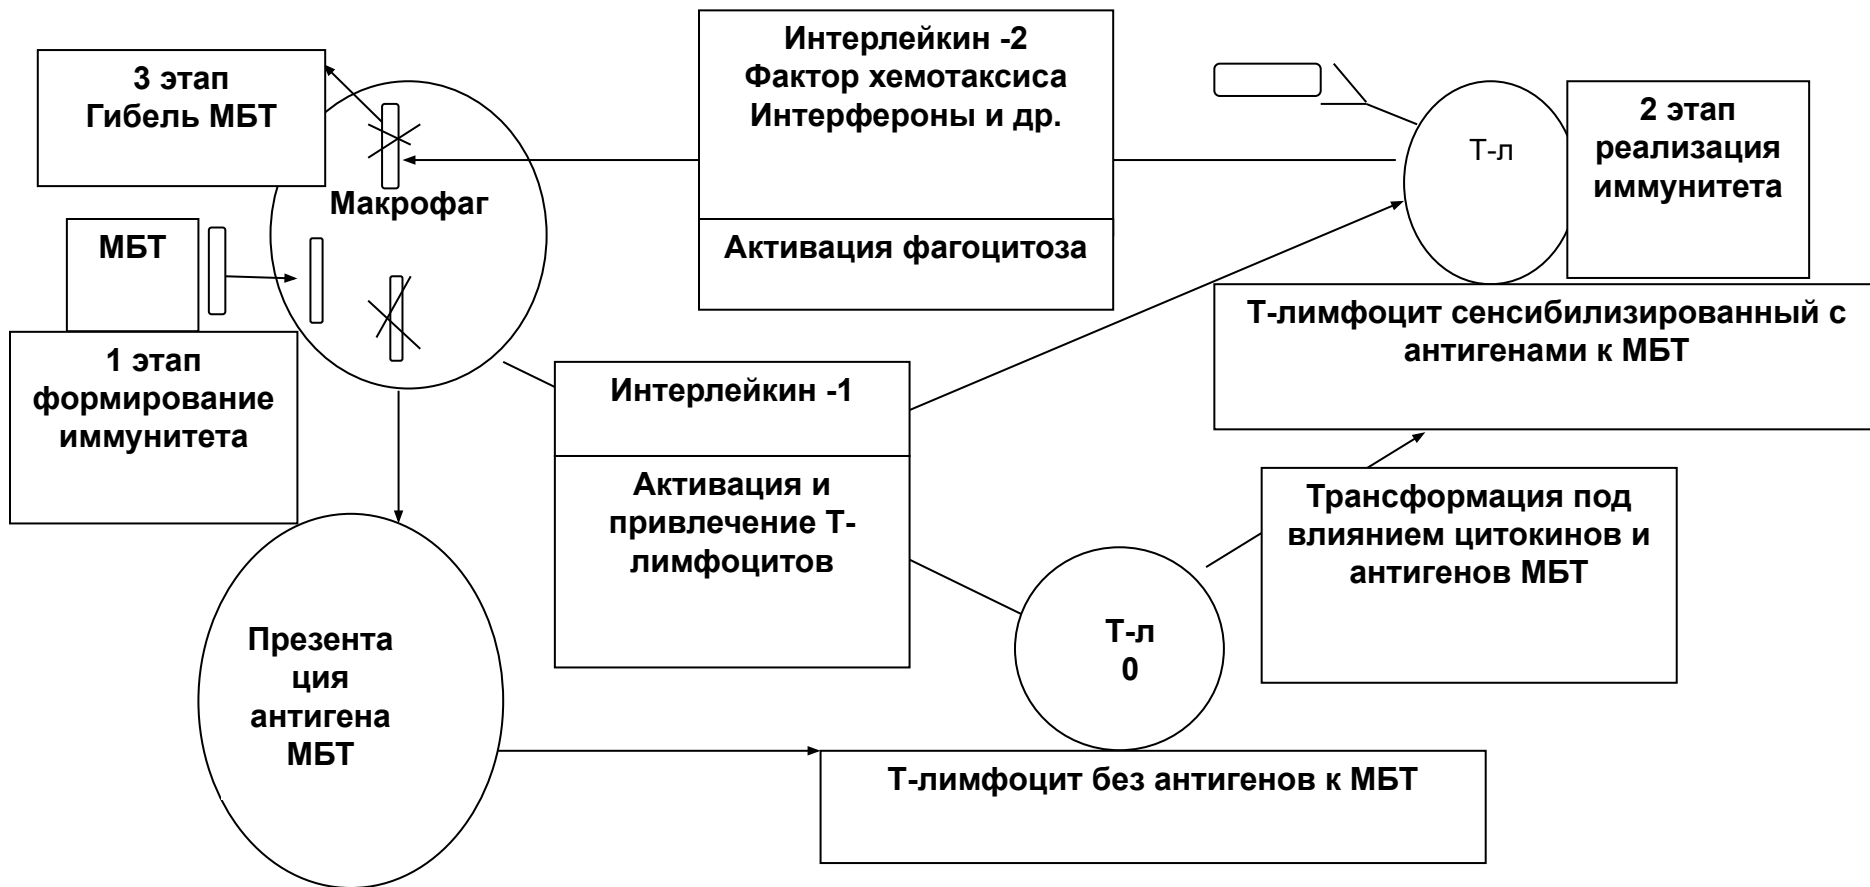 3 этап
Гибель МБТ
Интерлейкин -2
Фактор хемотаксиса
Интерфероны и др.
Активация фагоцитоза
Т-л
2 этап
реализация
иммунитета
Макрофаг
МБТ
1 этап
формирование
иммунитета
Т-лимфоцит сенсибилизированный с
антигенами к МБТ
Интерлейкин -1
Активация и
привлечение Т-
лимфоцитов
Трансформация под
влиянием цитокинов и
антигенов МБТ
Т-л
0
Презента
ция
антигена
МБТ
Т-лимфоцит без антигенов к МБТ